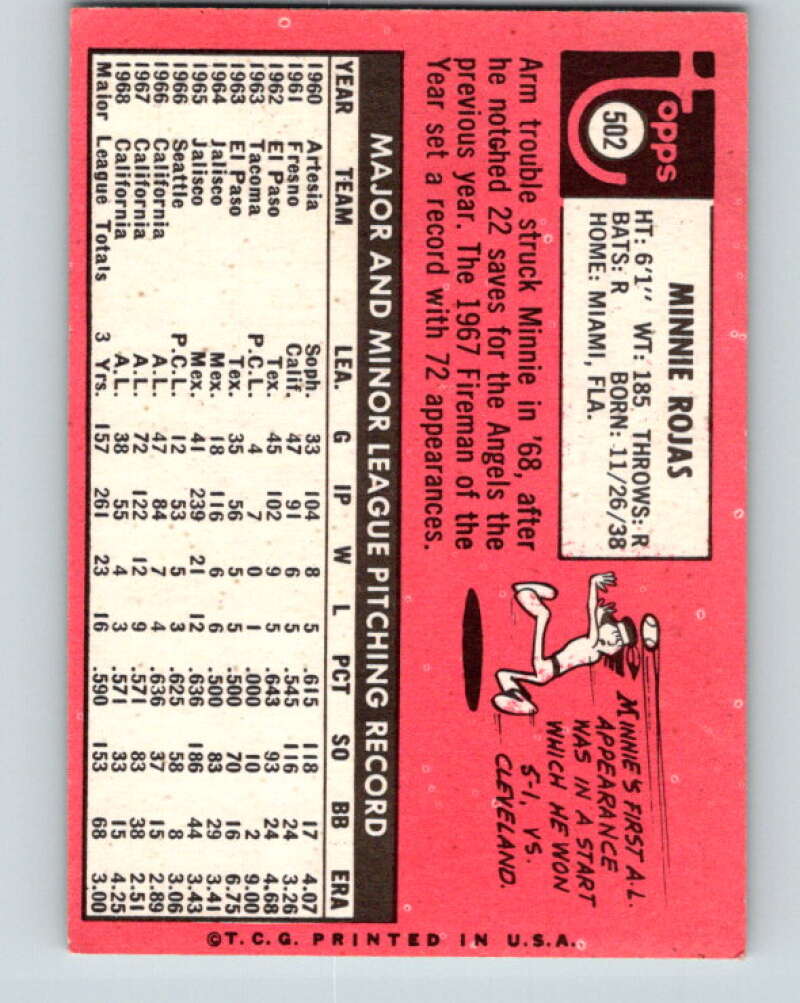 Topps
502
MINNIE ROJAS
HT: 6'1" WT: 185 THROWS: R
BATS: R BORN: 11/26/38
HOME: MIAMI, FLA.
Arm trouble struck Minnie in '68, after
he notched 22 saves for the Angels the
previous year. The 1967 Fireman of the
Year set a record with 72 appearances.
MINNIE'S FIRST A.L.
APPEARANCE
WAS IN A START
WHICH HE WON
5-1, VS.
CLEVELAND.
MAJOR AND MINOR LEAGUE PITCHING RECORD
YEAR TEAM LEA. G IP W L PCT SO BB ERA
1960 Artesia Soph. 33 104 8 5 .615 118 17 4.07
1961 Fresno Calif. 47 91 6 5 .545 116 24 3.26
1962 El Paso Tex. 45 102 9 5 .643 93 24 4.68
1963 Tacoma P.C.L. 4 7 0 1 .000 10 2 9.00
1963 El Paso Tex. 35 56 5 5 .500 70 16 6.75
1964 Jalisco Mex. 18 116 6 6 .500 83 29 3.41
1965 Jalisco Mex. 41 239 21 12 .636 186 44 3.43
1966 Seattle P.C.L. 12 53 5 3 .625 58 8 3.06
1966 California A.L. 47 84 7 4 .636 37 15 2.89
1967 California A.L. 72 122 12 9 .571 83 38 2.51
1968 California A.L. 38 55 4 3 .571 33 15 4.25
Major League Totals 3 Yrs. 157 261 23 16 .590 153 68 3.00
©T.C.G. PRINTED IN U.S.A.